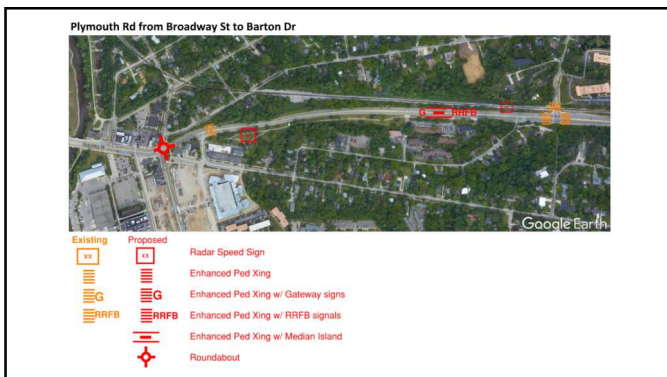 Plymouth Rd from Broadway St to Barton Dr
G RRFB
Google Earth
Existing Proposed
xx xx Radar Speed Sign
Enhanced Ped Xing
G G Enhanced Ped Xing w/ Gateway signs
RRFB RRFB Enhanced Ped Xing w/ RRFB signals
Enhanced Ped Xing w/ Median Island
Roundabout